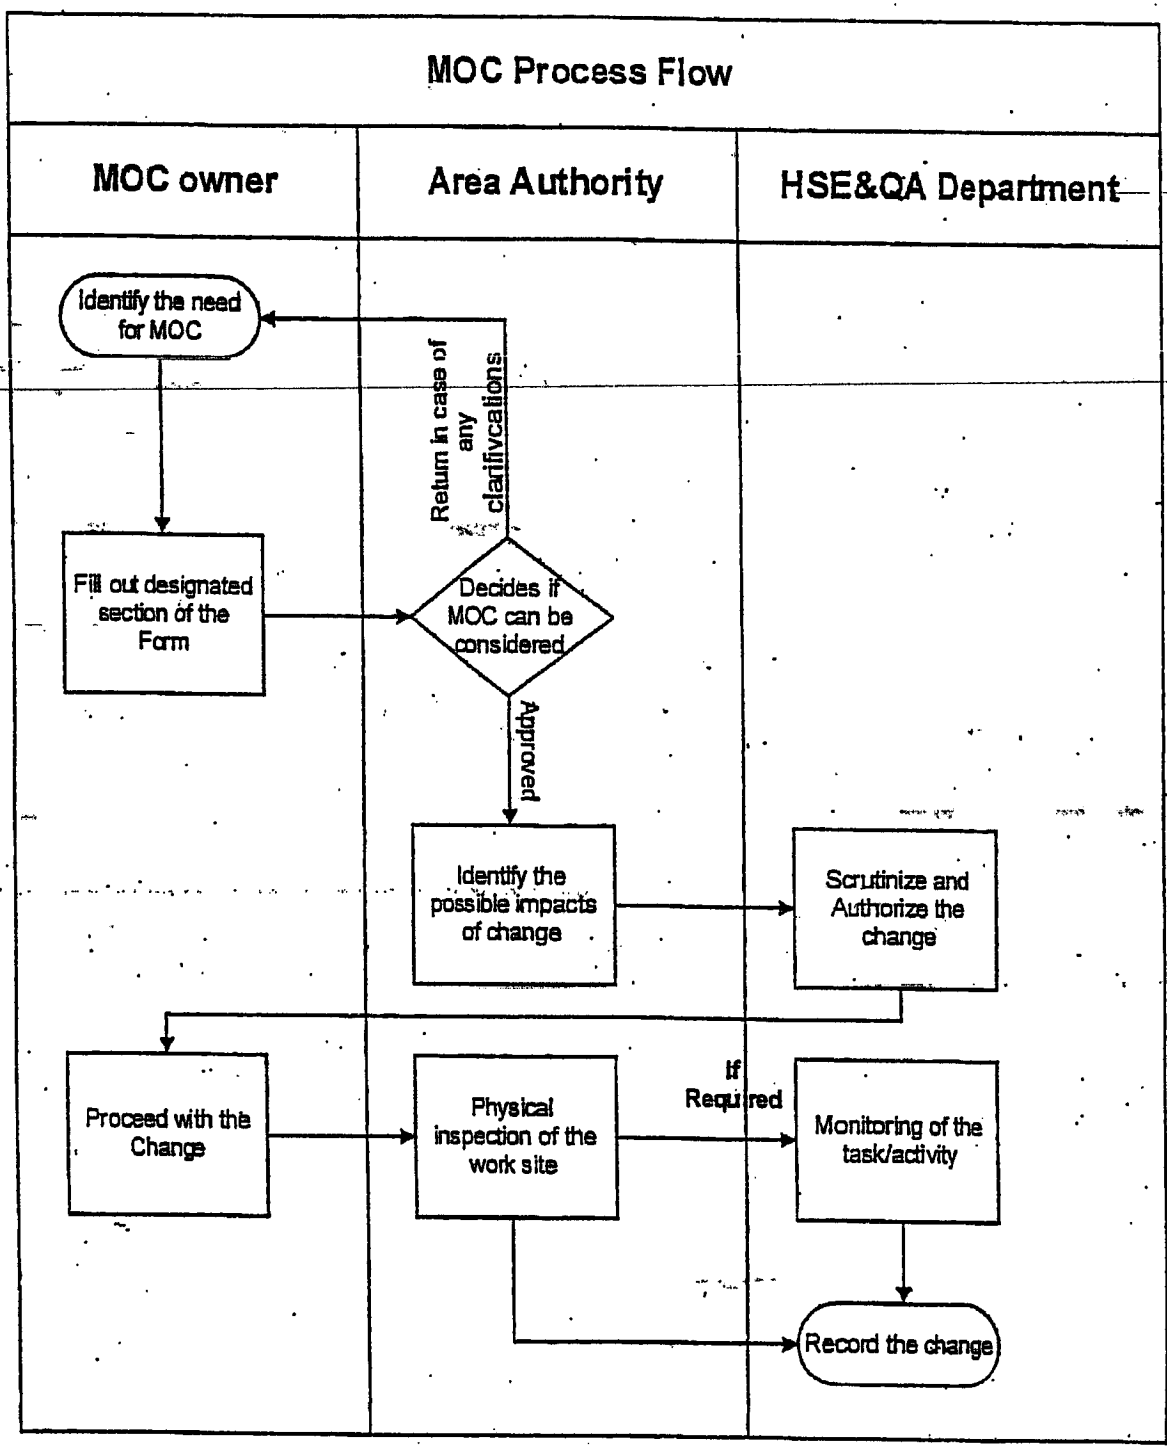 MOC Process Flow
MOC owner
Area Authority
HSE&QA Department
Identify the need
for MOC
Return in case of
any
clarifivcations
Fill out designated
section of the
Form
Decides if
MOC can be
considered
Approved
Identify the
possible impacts
of change
Scrutinize and
Authorize the
change
Proceed with the
Change
Physical
inspection of the
work site
If
Required
Monitoring of the
task/activity
Record the change